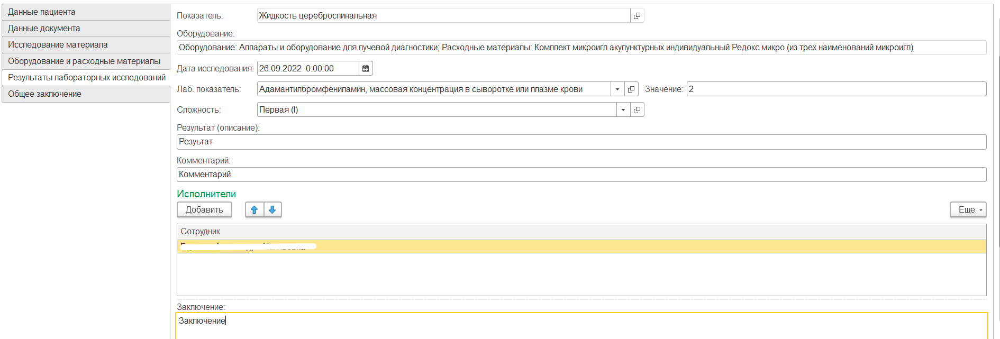 Данные пациента
Данные документа
Исследование материала
Оборудование и расходные материалы
Результаты лабораторных исследований
Общее заключение
Показатель: Жидкость цереброспинальная
Оборудование:
Оборудование: Аппараты и оборудование для лучевой диагностики; Расходные материалы: Комплект микроигл акупунктурных индивидуальный Редокс микро (из трех наименований микроигл)
Дата исследования: 26.09.2022 0:00:00
Лаб. показатель: Адамантилбромфениламин, массовая концентрация в сыворотке или плазме крови Значение: 2
Сложность: Первая (I)
Результат (описание):
Резуьтат
Комментарий:
Комментарий
Исполнители
Добавить Еще
Сотрудник
Заключение:
Заключение